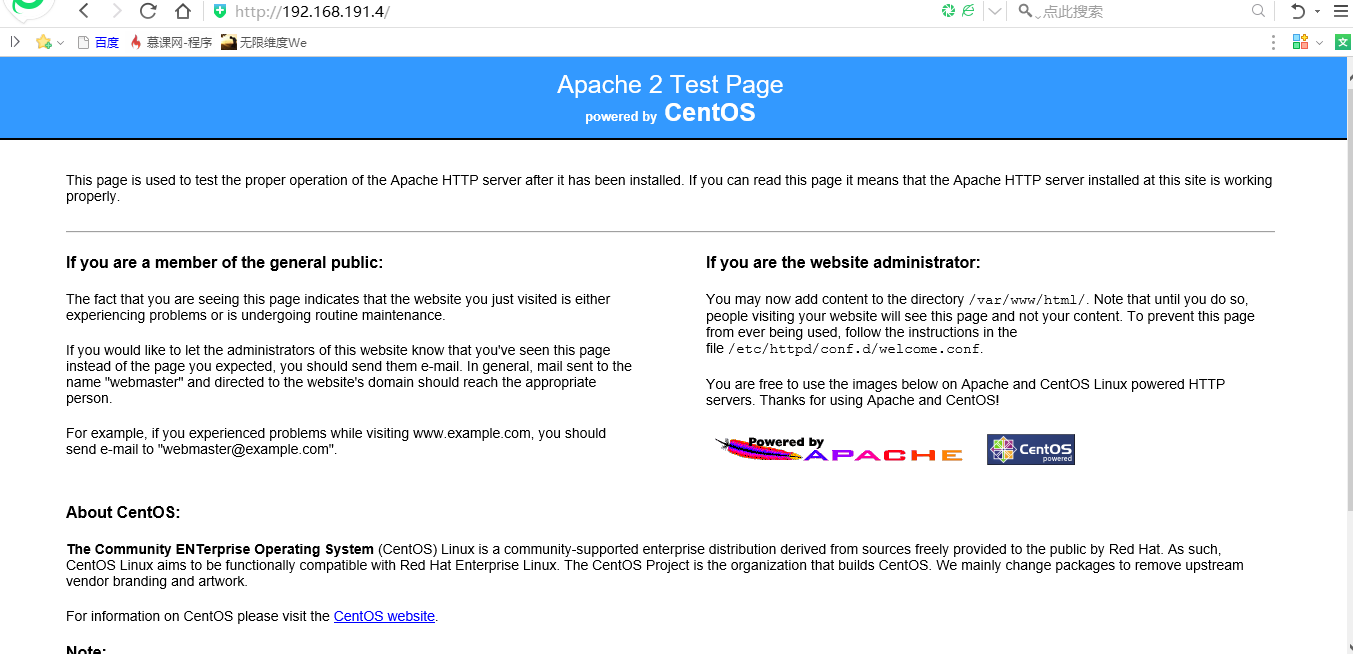 http://192.168.191.4/
点此搜索
百度
慕课网-程序
无限维度We
Apache 2 Test Page
powered by CentOS
This page is used to test the proper operation of the Apache HTTP server after it has been installed. If you can read this page it means that the Apache HTTP server installed at this site is working
properly.
If you are a member of the general public:
The fact that you are seeing this page indicates that the website you just visited is either
experiencing problems or is undergoing routine maintenance.
If you would like to let the administrators of this website know that you've seen this page
instead of the page you expected, you should send them e-mail. In general, mail sent to the
name "webmaster" and directed to the website's domain should reach the appropriate
person.
For example, if you experienced problems while visiting www.example.com, you should
send e-mail to "webmaster@example.com".
If you are the website administrator:
You may now add content to the directory /var/www/html/. Note that until you do so,
people visiting your website will see this page and not your content. To prevent this page
from ever being used, follow the instructions in the
file /etc/httpd/conf.d/welcome.conf.
You are free to use the images below on Apache and CentOS Linux powered HTTP
servers. Thanks for using Apache and CentOS!
Powered by
APACHE
CentOS
powered
About CentOS:
The Community ENTerprise Operating System (CentOS) Linux is a community-supported enterprise distribution derived from sources freely provided to the public by Red Hat. As such,
CentOS Linux aims to be functionally compatible with Red Hat Enterprise Linux. The CentOS Project is the organization that builds CentOS. We mainly change packages to remove upstream
vendor branding and artwork.
For information on CentOS please visit the CentOS website.
Note: